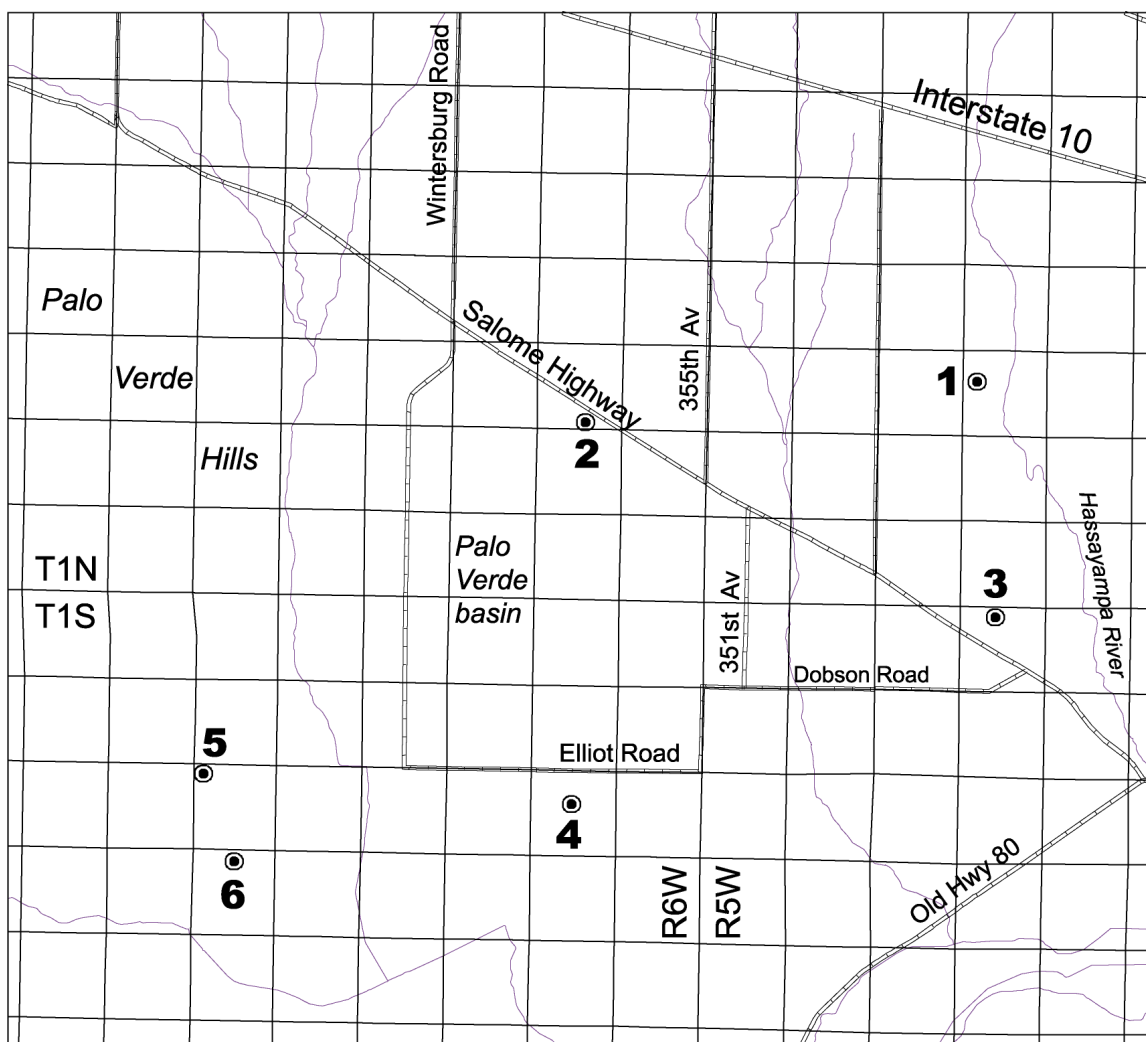 Interstate 10
Wintersburg Road
Palo
Verde
Hills
Salome Highway
355th Av
1
2
Hassayampa River
T1N
T1S
Palo
Verde
basin
351st Av
3
Dobson Road
5
Elliot Road
4
6
R6W
R5W
Old Hwy 80